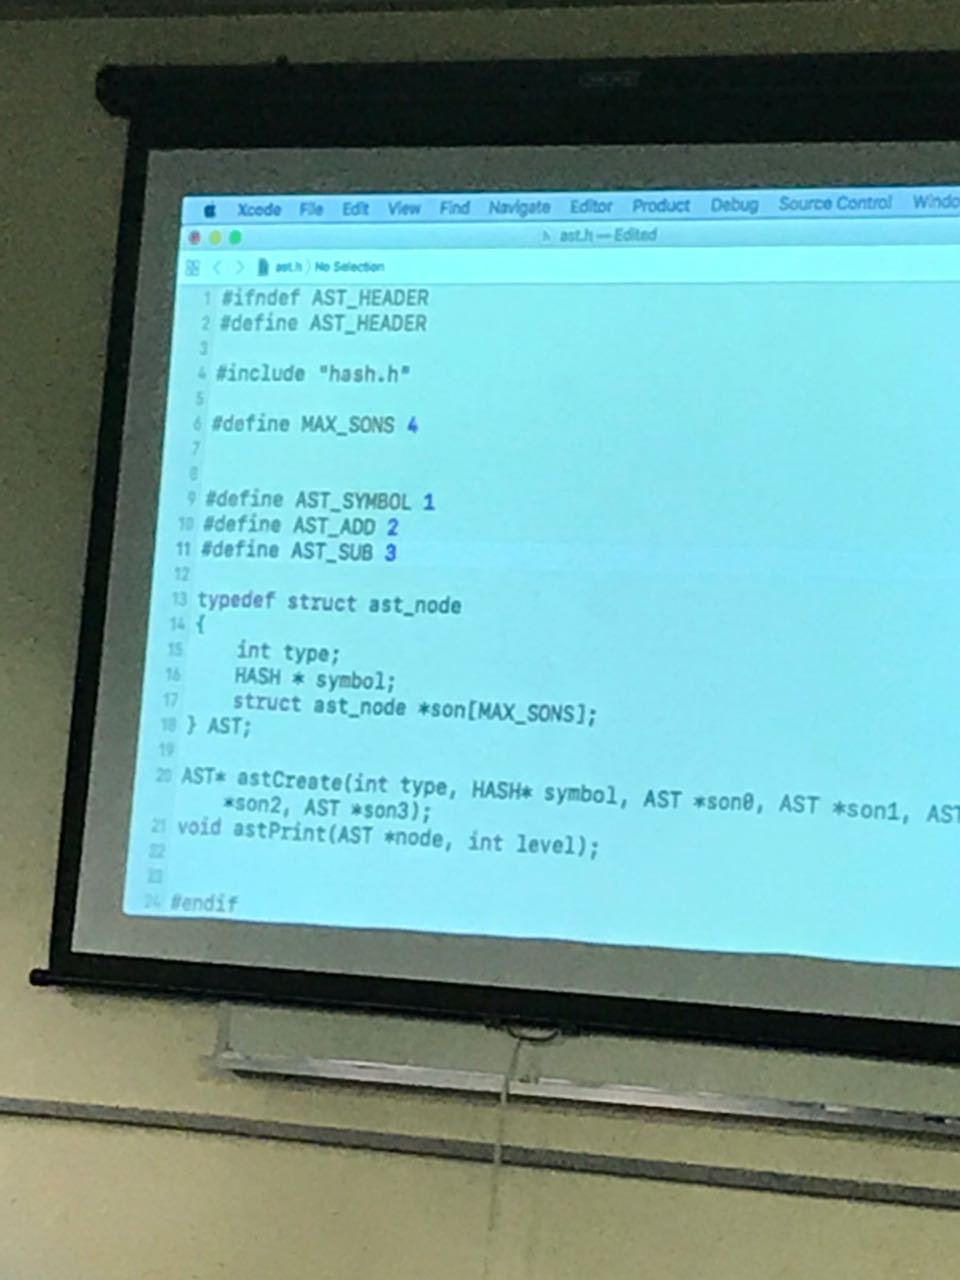 Xcode File Edit View Find Navigate Editor Product Debug Source Control Windo
ast.h — Edited
ast.h No Selection
1 #ifndef AST_HEADER
2 #define AST_HEADER
3
4 #include "hash.h"
5
6 #define MAX_SONS 4
7
8
9 #define AST_SYMBOL 1
10 #define AST_ADD 2
11 #define AST_SUB 3
12
13 typedef struct ast_node
14 {
15 int type;
16 HASH * symbol;
17 struct ast_node *son[MAX_SONS];
18 } AST;
19
20 AST* astCreate(int type, HASH* symbol, AST *son0, AST *son1, AST
*son2, AST *son3);
21 void astPrint(AST *node, int level);
22
23
24 #endif